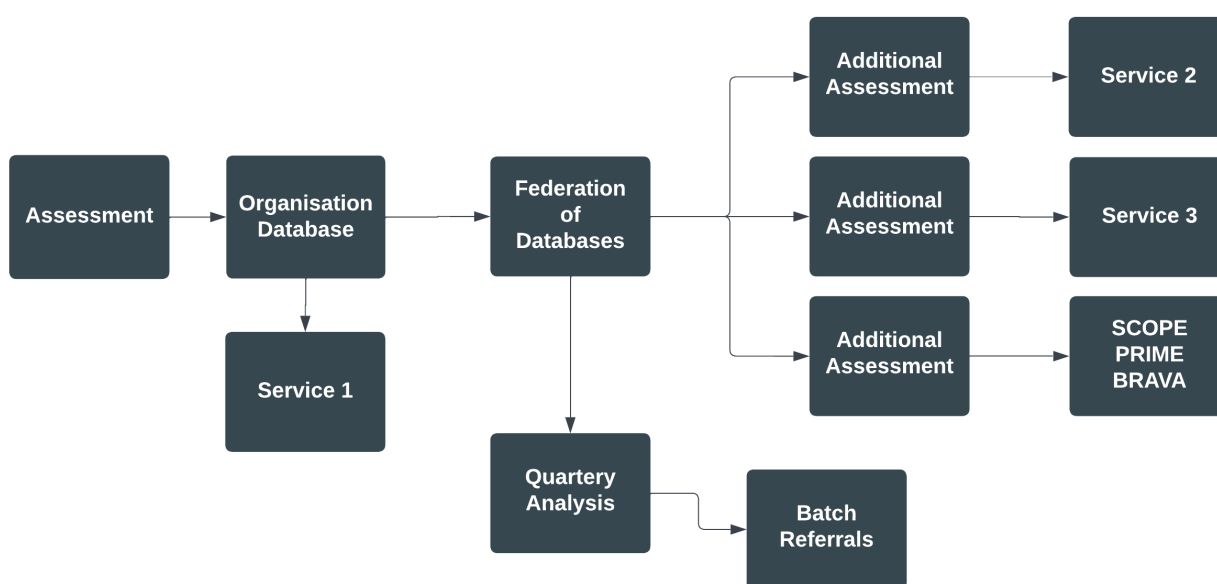 Assessment
Organisation
Database
Service 1
Federation
of
Databases
Quartery
Analysis
Batch
Referrals
Additional
Assessment
Service 2
Additional
Assessment
Service 3
Additional
Assessment
SCOPE
PRIME
BRAVA